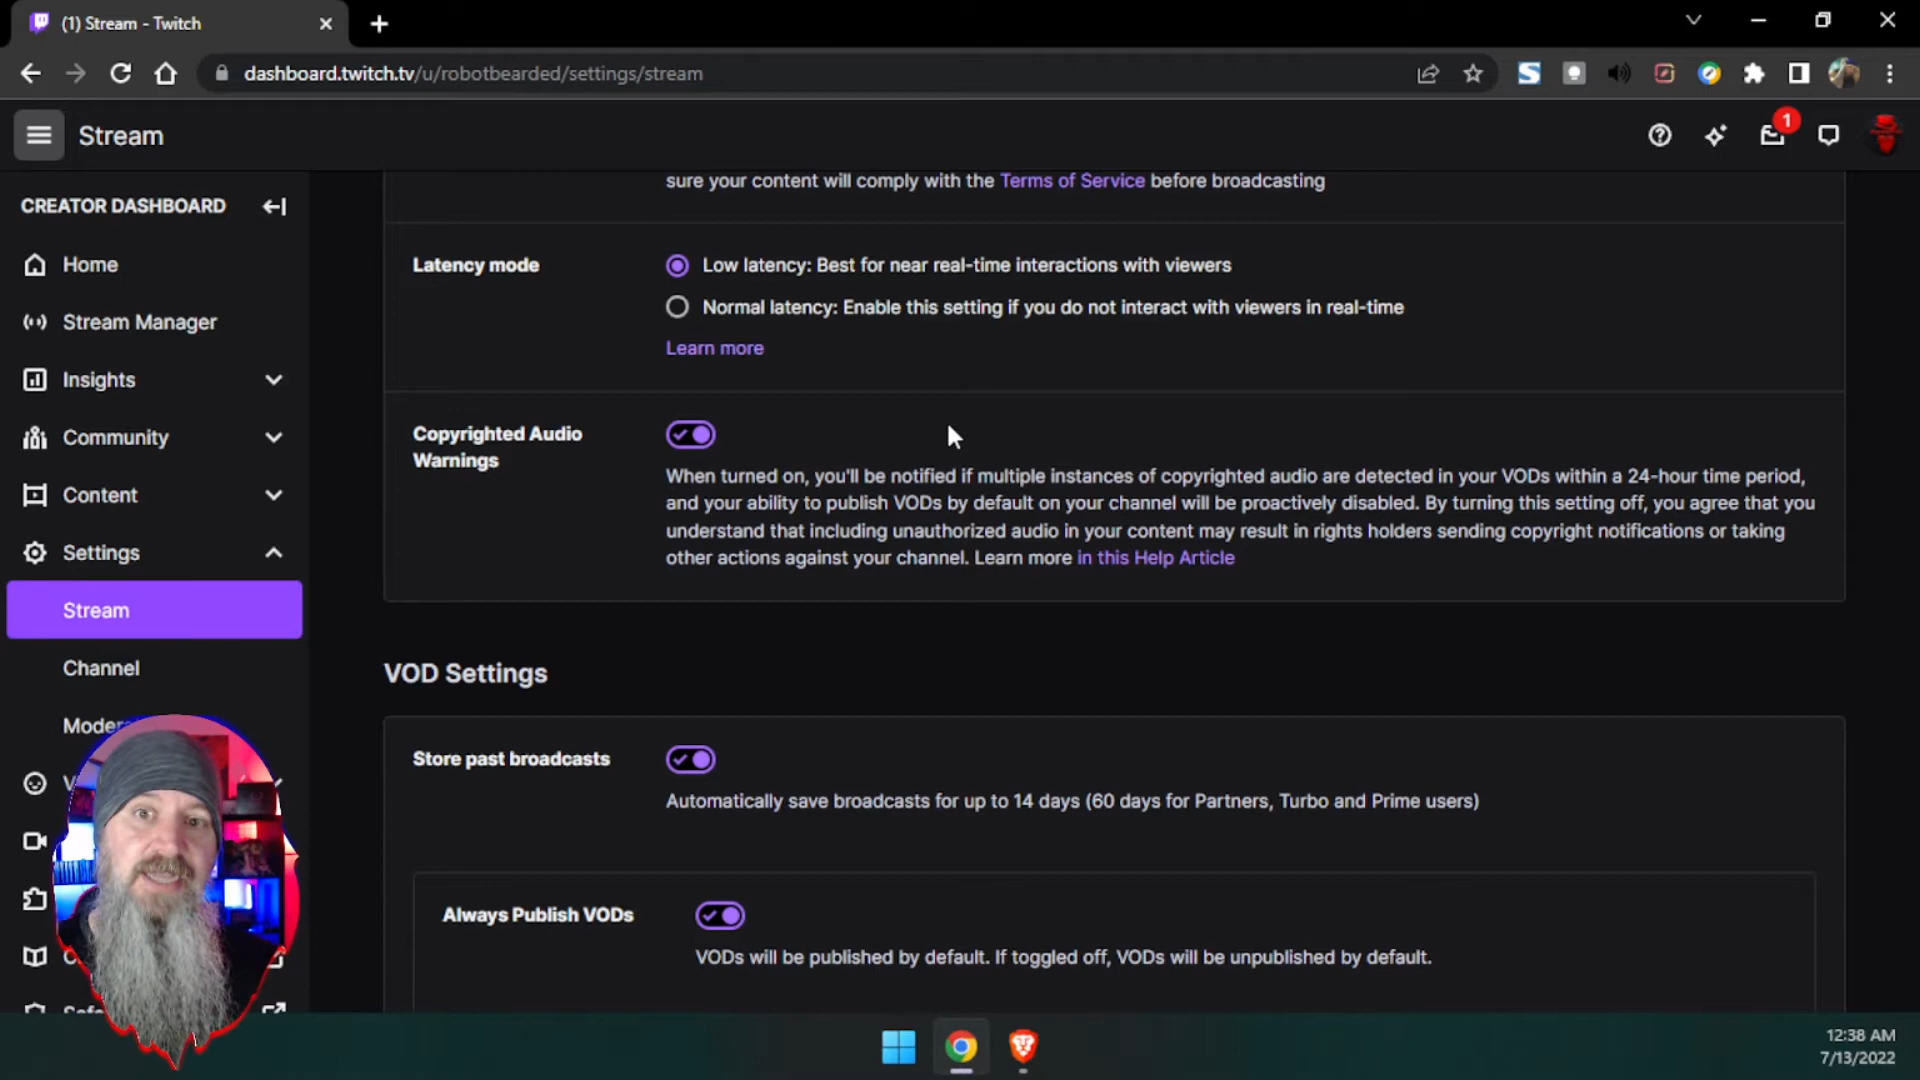 (1) Stream - Twitch
dashboard.twitch.tv/u/robotbearded/settings/stream
Stream
1
CREATOR DASHBOARD
Home
Stream Manager
Insights
Community
Content
Settings
Stream
Channel
sure your content will comply with the Terms of Service before broadcasting
Latency mode
Low latency: Best for near real-time interactions with viewers
Normal latency: Enable this setting if you do not interact with viewers in real-time
Learn more
Copyrighted Audio
Warnings
When turned on, you'll be notified if multiple instances of copyrighted audio are detected in your VODs within a 24-hour time period,
and your ability to publish VODs by default on your channel will be proactively disabled. By turning this setting off, you agree that you
understand that including unauthorized audio in your content may result in rights holders sending copyright notifications or taking
other actions against your channel. Learn more in this Help Article
VOD Settings
Store past broadcasts
Automatically save broadcasts for up to 14 days (60 days for Partners, Turbo and Prime users)
Always Publish VODs
VODs will be published by default. If toggled off, VODs will be unpublished by default.
12:38 AM
7/13/2022